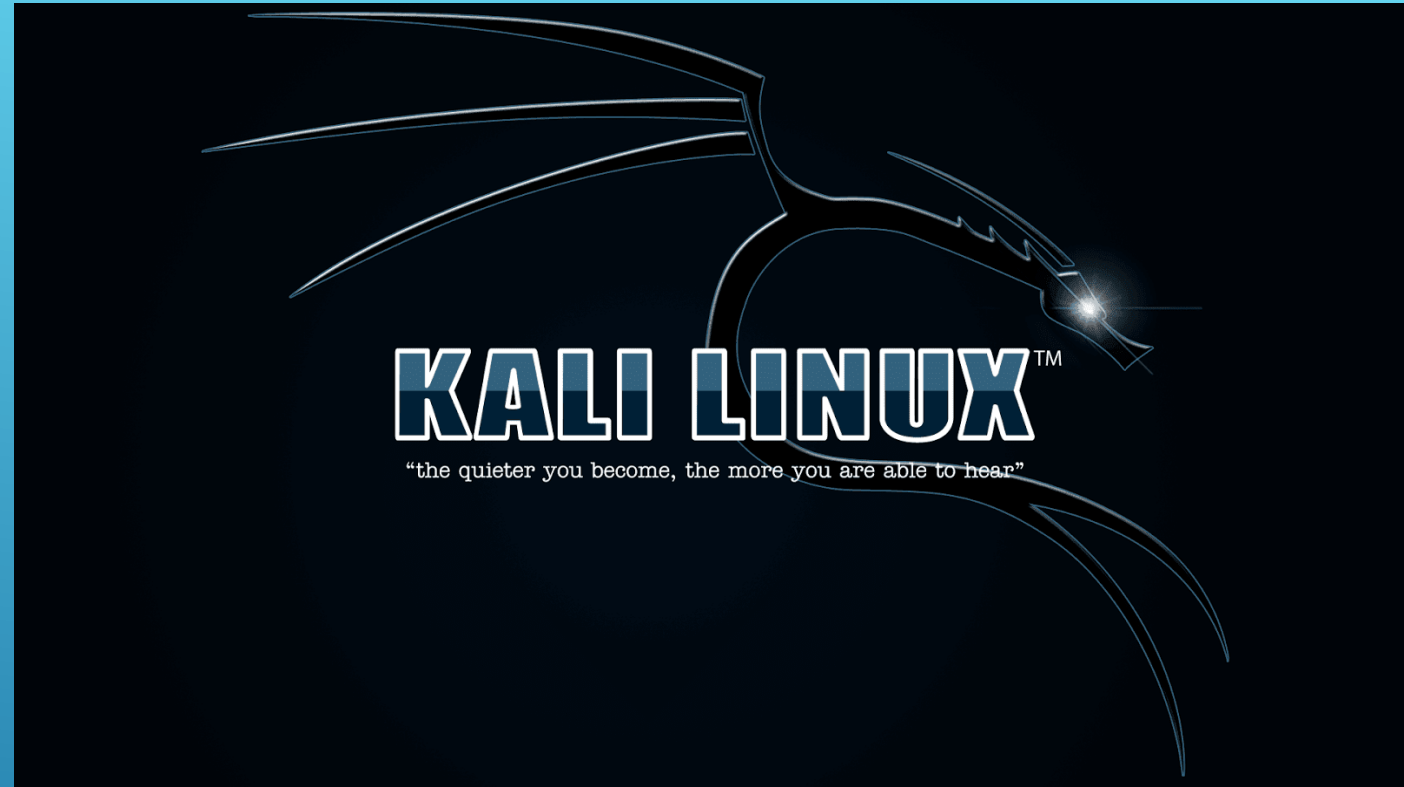 KALI LINUX™
“the quieter you become, the more you are able to hear”